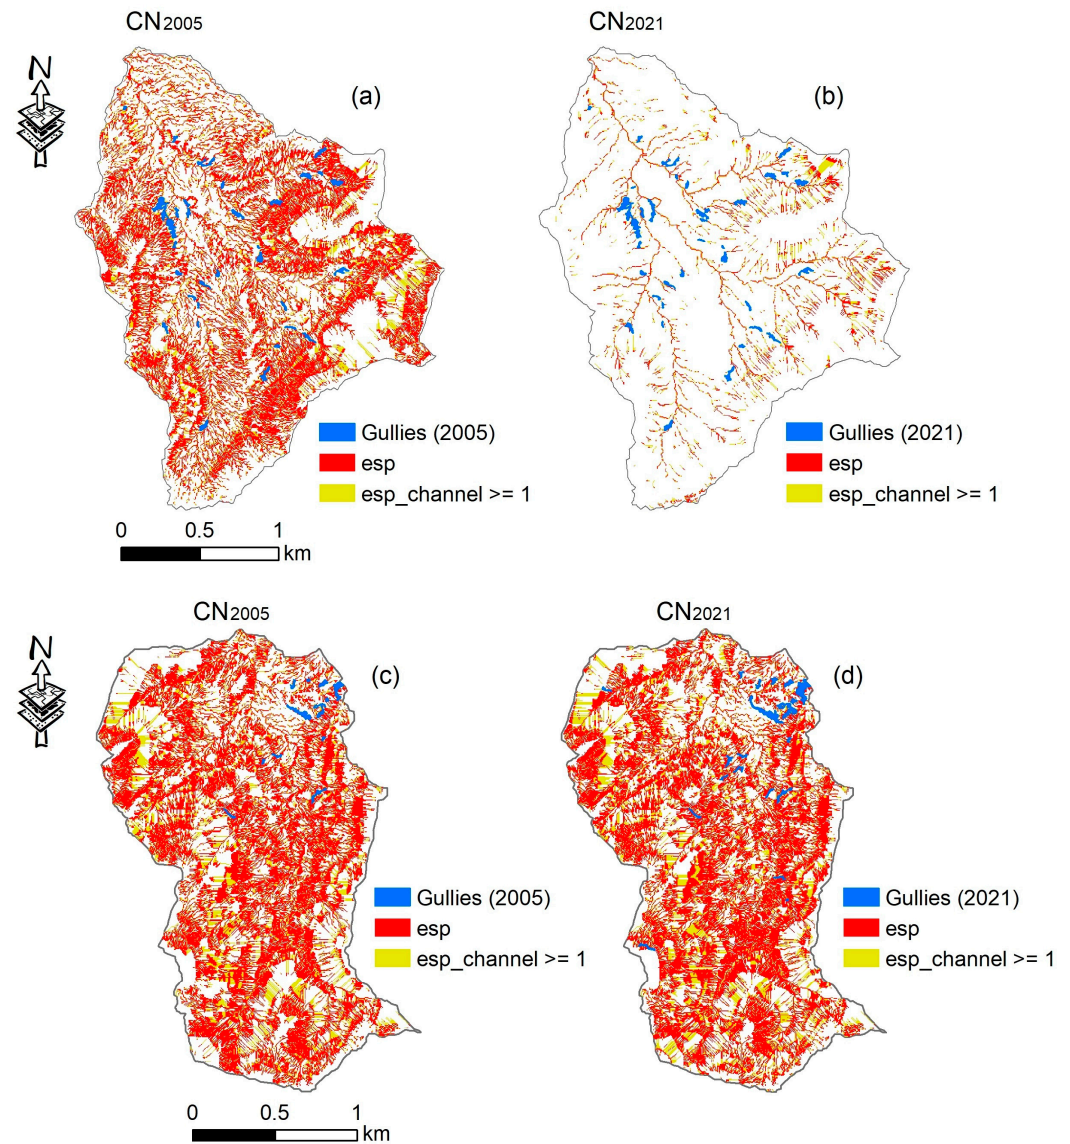 CN2005
CN2021
N
(a)
(b)
Gullies (2005)
esp
esp_channel >= 1
Gullies (2021)
esp
esp_channel >= 1
0 0.5 1
km
CN2005
CN2021
N
(c)
(d)
Gullies (2005)
esp
esp_channel >= 1
Gullies (2021)
esp
esp_channel >= 1
0 0.5 1
km